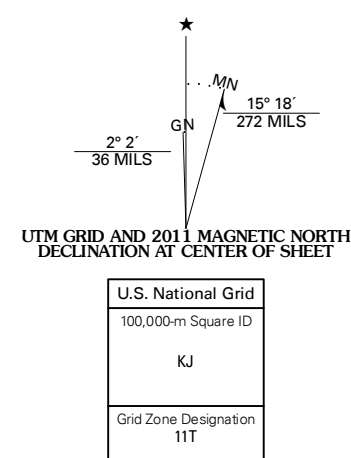 ★
MN
GN
15° 18´
272 MILS
2° 2´
36 MILS
UTM GRID AND 2011 MAGNETIC NORTH
DECLINATION AT CENTER OF SHEET
U.S. National Grid
100,000-m Square ID
KJ
Grid Zone Designation
11T